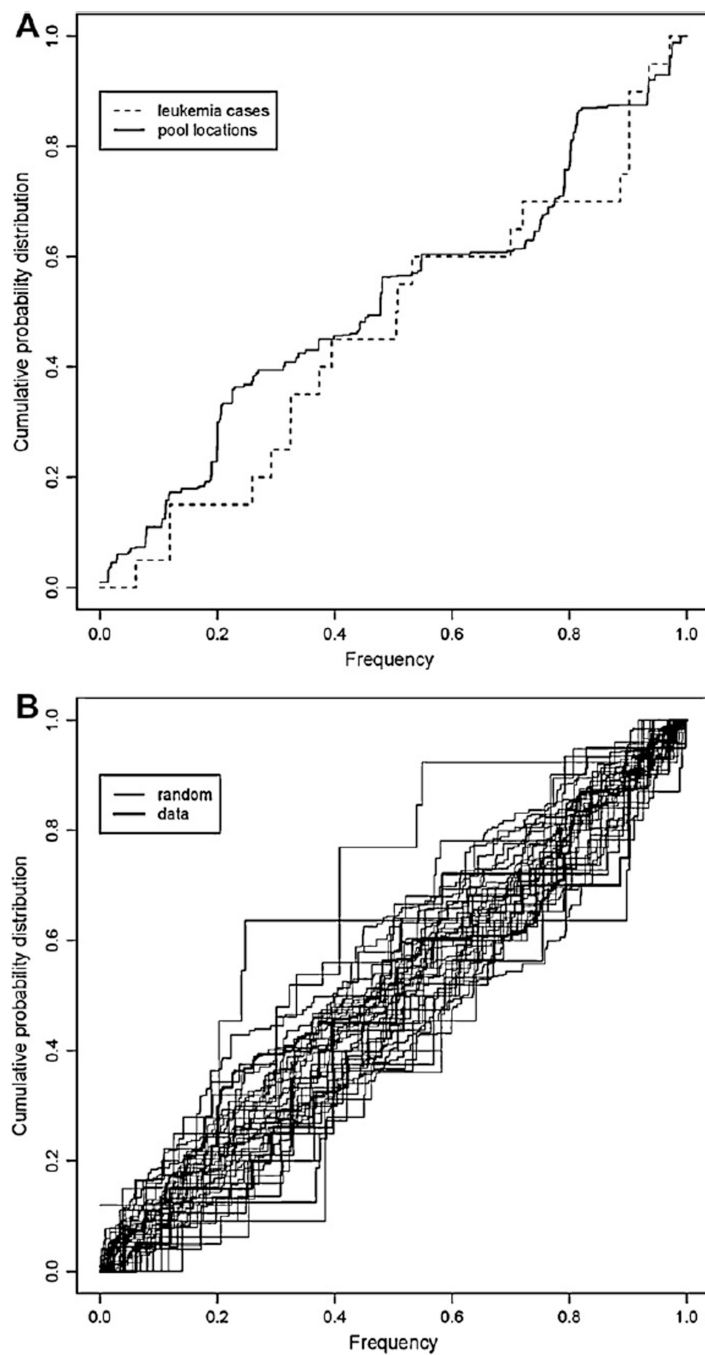 A
leukemia cases
pool locations
Cumulative probability distribution
0.0
0.2
0.4
0.6
0.8
1.0
0.0 0.2 0.4 0.6 0.8 1.0
Frequency
B
random
data
Cumulative probability distribution
0.0
0.2
0.4
0.6
0.8
1.0
0.0 0.2 0.4 0.6 0.8 1.0
Frequency